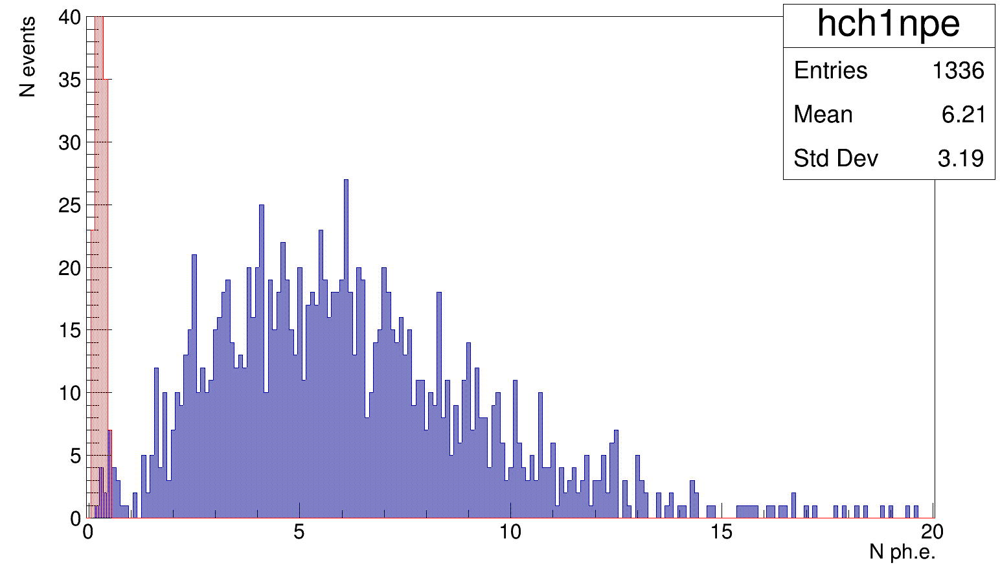 hch1npe
Entries 1336
Mean 6.21
Std Dev 3.19
N events
40
35
30
25
20
15
10
5
0
0 5 10 15 20
N ph.e.